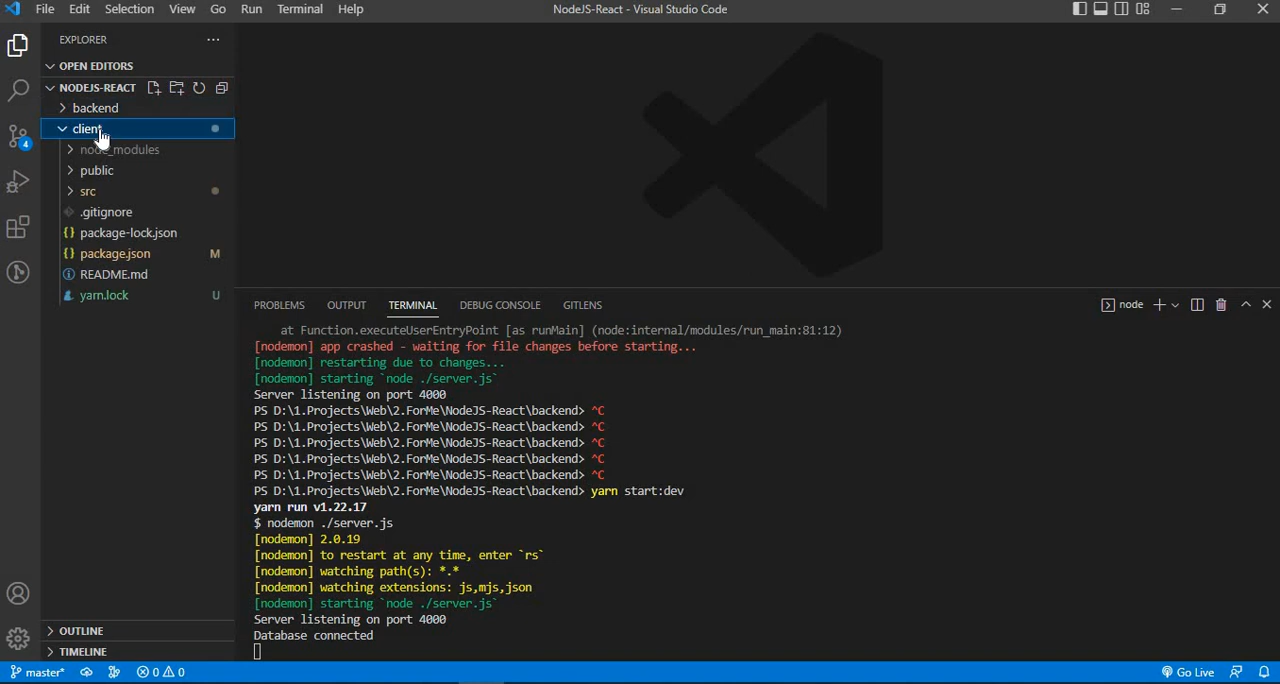 File Edit Selection View Go Run Terminal Help
NodeJS-React - Visual Studio Code
EXPLORER
OPEN EDITORS
NODEJS-REACT
backend
client
node_modules
public
src
.gitignore
package-lock.json
package.json M
README.md
yarn.lock U
OUTLINE
TIMELINE
4
PROBLEMS OUTPUT TERMINAL DEBUG CONSOLE GITLENS
node
at Function.executeUserEntryPoint [as runMain] (node:internal/modules/run_main:81:12)
[nodemon] app crashed - waiting for file changes before starting...
[nodemon] restarting due to changes...
[nodemon] starting `node ./server.js`
Server listening on port 4000
PS D:\1.Projects\Web\2.ForMe\NodeJS-React\backend> ^C
PS D:\1.Projects\Web\2.ForMe\NodeJS-React\backend> ^C
PS D:\1.Projects\Web\2.ForMe\NodeJS-React\backend> ^C
PS D:\1.Projects\Web\2.ForMe\NodeJS-React\backend> ^C
PS D:\1.Projects\Web\2.ForMe\NodeJS-React\backend> ^C
PS D:\1.Projects\Web\2.ForMe\NodeJS-React\backend> yarn start:dev
yarn run v1.22.17
$ nodemon ./server.js
[nodemon] 2.0.19
[nodemon] to restart at any time, enter `rs`
[nodemon] watching path(s): *.*
[nodemon] watching extensions: js,mjs,json
[nodemon] starting `node ./server.js`
Server listening on port 4000
Database connected
master* 0 0
Go Live